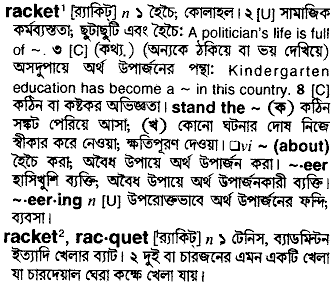 racket¹ [র‍্যাকিট্] n ১ হৈচৈ; কোলাহল। ২ [U] সামাজিক
কর্মব্যস্ততা; ছুটাছুটি এবং হৈচৈ: A politician's life is full
of ~. ৩ [C] (কথ্য.) (অন্যকে ঠকিয়ে বা ভয় দেখিয়ে)
অসদুপায়ে অর্থ উপার্জনের পন্থা: Kindergarten
education has become a ~ in this country. ৪ [C]
কঠিন বা কষ্টকর অভিজ্ঞতা। stand the ~ (ক) কঠিন
সঙ্কট পেরিয়ে আসা; (খ) কোনো ঘটনার দোষ নিজে
স্বীকার করে নেওয়া; ক্ষতিপূরণ দেওয়া। □vi ~ (about)
হৈচৈ করা; অবৈধ উপায়ে অর্থ উপার্জন করা। ~·eer
হাসিখুশি ব্যক্তি; অবৈধ উপায়ে অর্থ উপার্জনকারী ব্যক্তি।
~·eer·ing n [U] উপরোক্তভাবে অর্থ উপার্জনের ফন্দি;
ব্যবসা।
racket², rac·quet [র‍্যাকিট্] n ১ টেনিস, ব্যাডমিন্টন
ইত্যাদি খেলার ব্যাট। ২ দুই বা চারজনের এমন একটি খেলা
যা চারদেয়াল ঘেরা কক্ষে খেলা যায়।